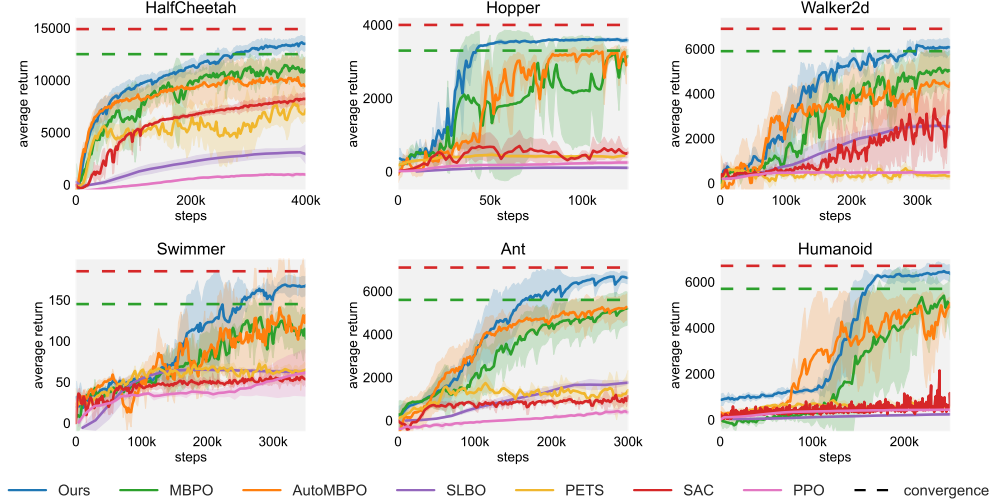 HalfCheetah
15000
10000
5000
0
average return
0 200k 400k
steps
Hopper
4000
2000
0
average return
0 50k 100k
steps
Walker2d
6000
4000
2000
0
average return
0 100k 200k 300k
steps
Swimmer
150
100
50
0
average return
0 100k 200k 300k
steps
Ant
6000
4000
2000
0
average return
0 100k 200k 300k
steps
Humanoid
6000
4000
2000
0
average return
0 100k 200k
steps
Ours MBPO AutoMBPO SLBO PETS SAC PPO convergence